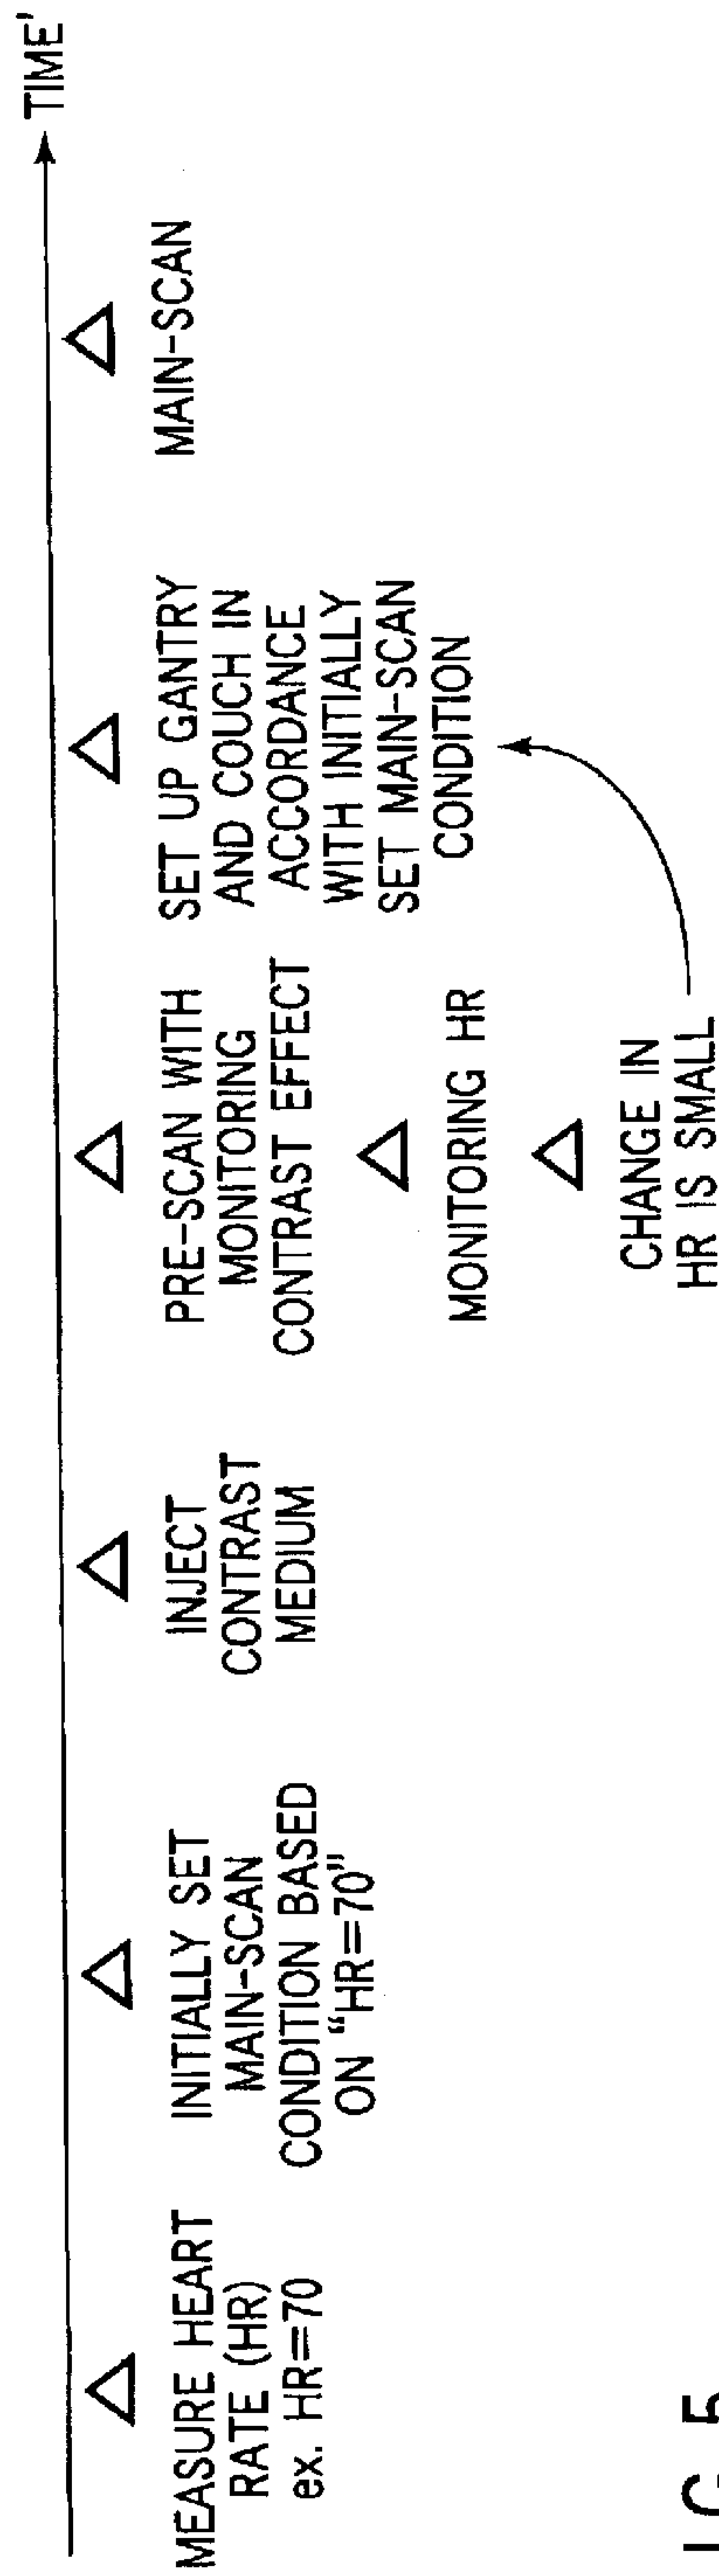 TIME'
MEASURE HEART
RATE (HR)
ex. HR=70
INITIALLY SET
MAIN-SCAN
CONDITION BASED
ON “HR=70”
INJECT
CONTRAST
MEDIUM
PRE-SCAN WITH
MONITORING
CONTRAST EFFECT
MONITORING HR
CHANGE IN
HR IS SMALL
SET UP GANTRY
AND COUCH IN
ACCORDANCE
WITH INITIALLY
SET MAIN-SCAN
CONDITION
MAIN-SCAN